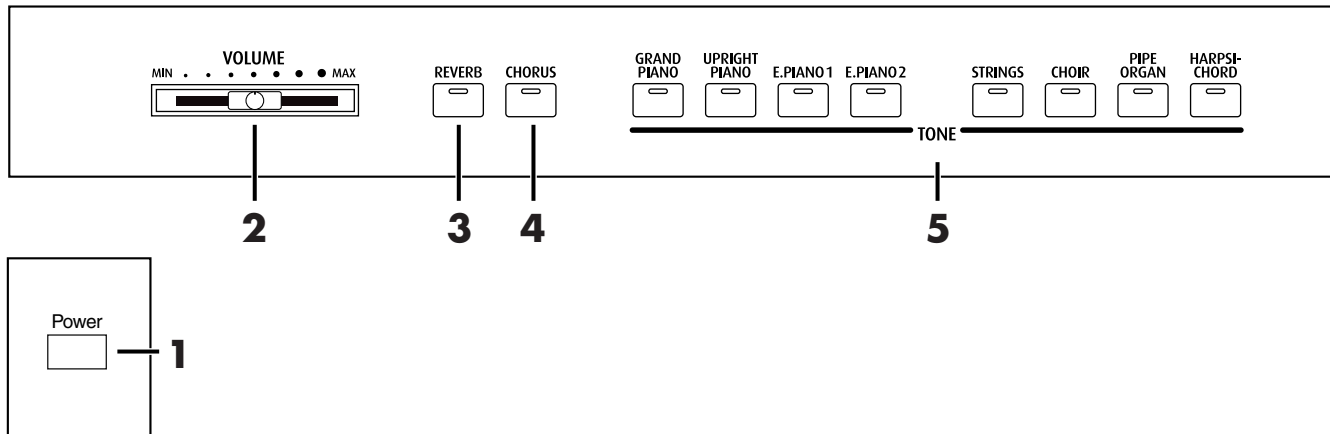 VOLUME
MIN MAX
REVERB
CHORUS
GRAND
PIANO
UPRIGHT
PIANO
E.PIANO 1
E.PIANO 2
STRINGS
CHOIR
PIPE
ORGAN
HARPSI-
CHORD
TONE
2
3
4
5
Power
1